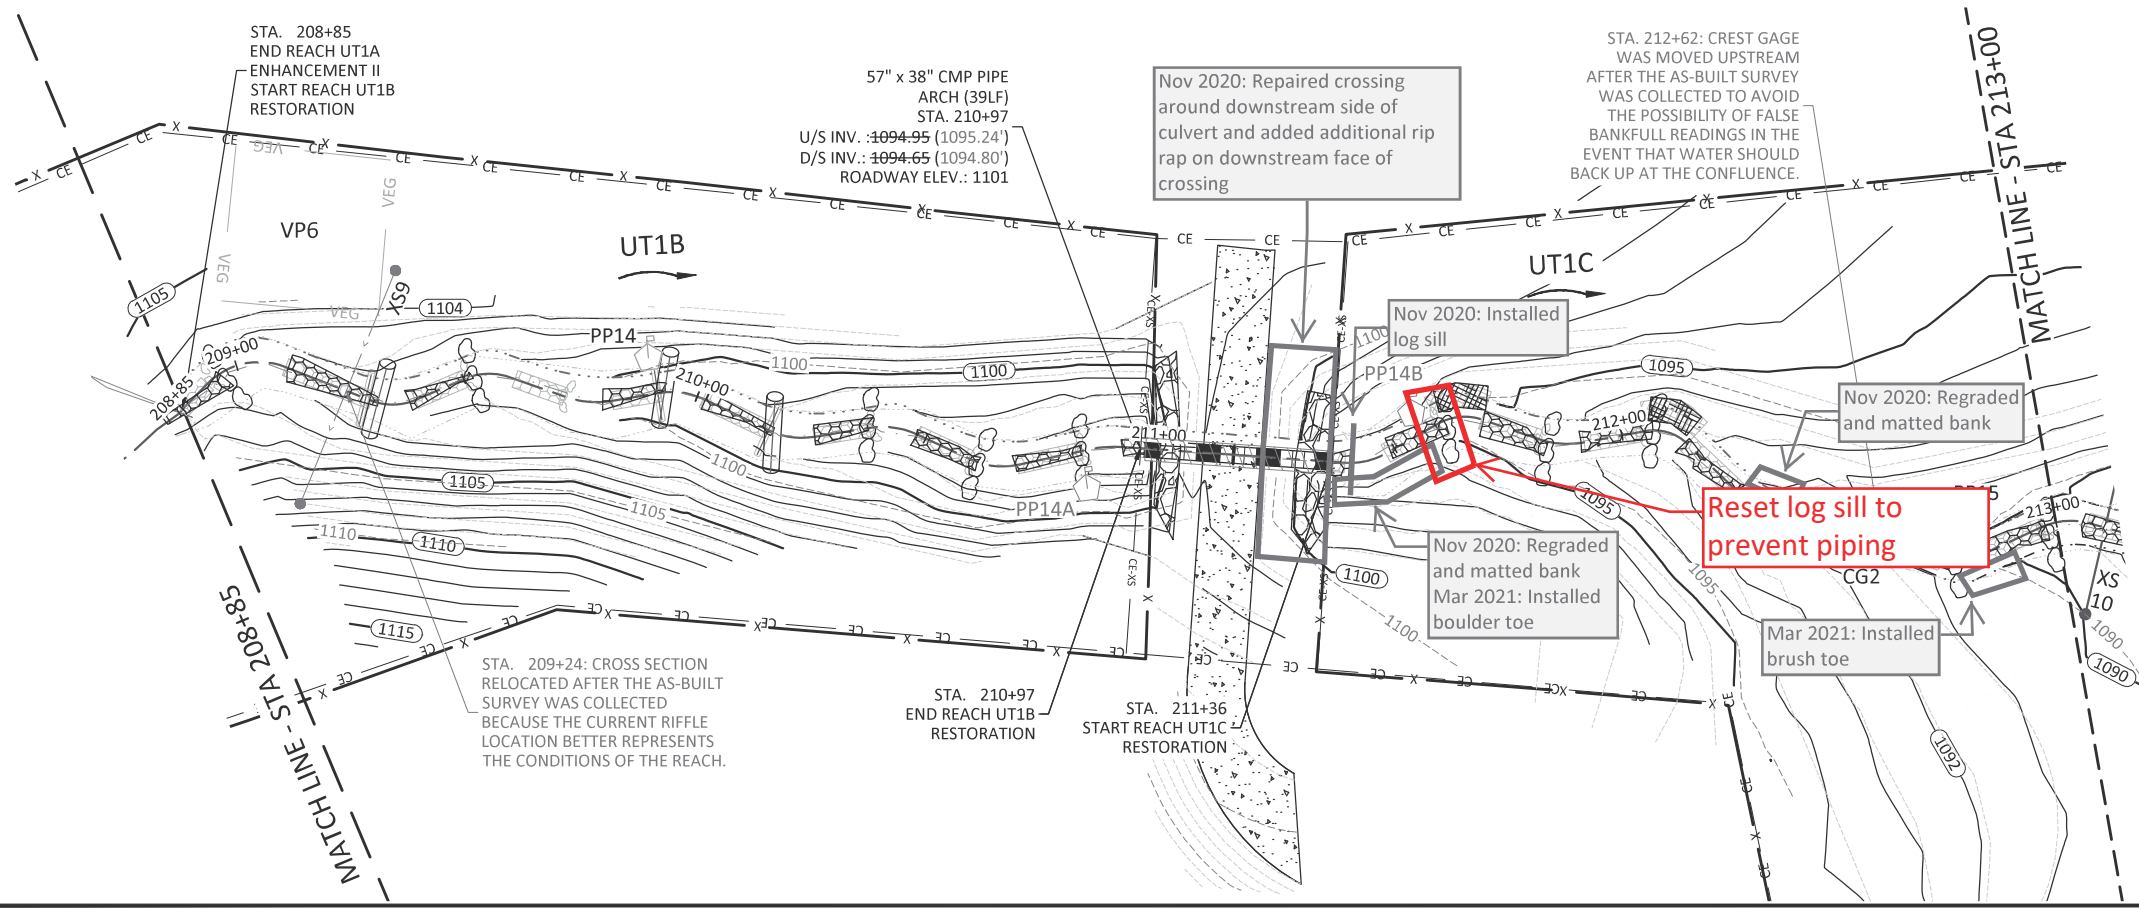 STA. 208+85
END REACH UT1A
ENHANCEMENT II
START REACH UT1B
RESTORATION
57" x 38" CMP PIPE
ARCH (39LF)
STA. 210+97
U/S INV. :1094.95 (1095.24')
D/S INV.: 1094.65 (1094.80')
ROADWAY ELEV.: 1101
Nov 2020: Repaired crossing
around downstream side of
culvert and added additional rip
rap on downstream face of
crossing
STA. 212+62: CREST GAGE
WAS MOVED UPSTREAM
AFTER THE AS-BUILT SURVEY
WAS COLLECTED TO AVOID
THE POSSIBILITY OF FALSE
BANKFULL READINGS IN THE
EVENT THAT WATER SHOULD
BACK UP AT THE CONFLUENCE.
MATCH LINE - STA 213+00
VP6
VEG
VEG
VEG
VEG
UT1B
UT1C
XS9
1105
1104
PP14
1100
1100
Nov 2020: Installed
log sill
1100
PP14B
1095
Nov 2020: Regraded
and matted bank
208+85
209+00
210+00
211+00
212+00
213+00
1100
1105
1105
1110
1110
1115
PP14A
1095
Reset log sill to
prevent piping
PP15
CG2
XS
10
Nov 2020: Regraded
and matted bank
Mar 2021: Installed
boulder toe
1100
1100
1095
Mar 2021: Installed
brush toe
1090
1090
1092
MATCH LINE - STA 208+85
STA. 209+24: CROSS SECTION
RELOCATED AFTER THE AS-BUILT
SURVEY WAS COLLECTED
BECAUSE THE CURRENT RIFFLE
LOCATION BETTER REPRESENTS
THE CONDITIONS OF THE REACH.
STA. 210+97
END REACH UT1B
RESTORATION
STA. 211+36
START REACH UT1C
RESTORATION